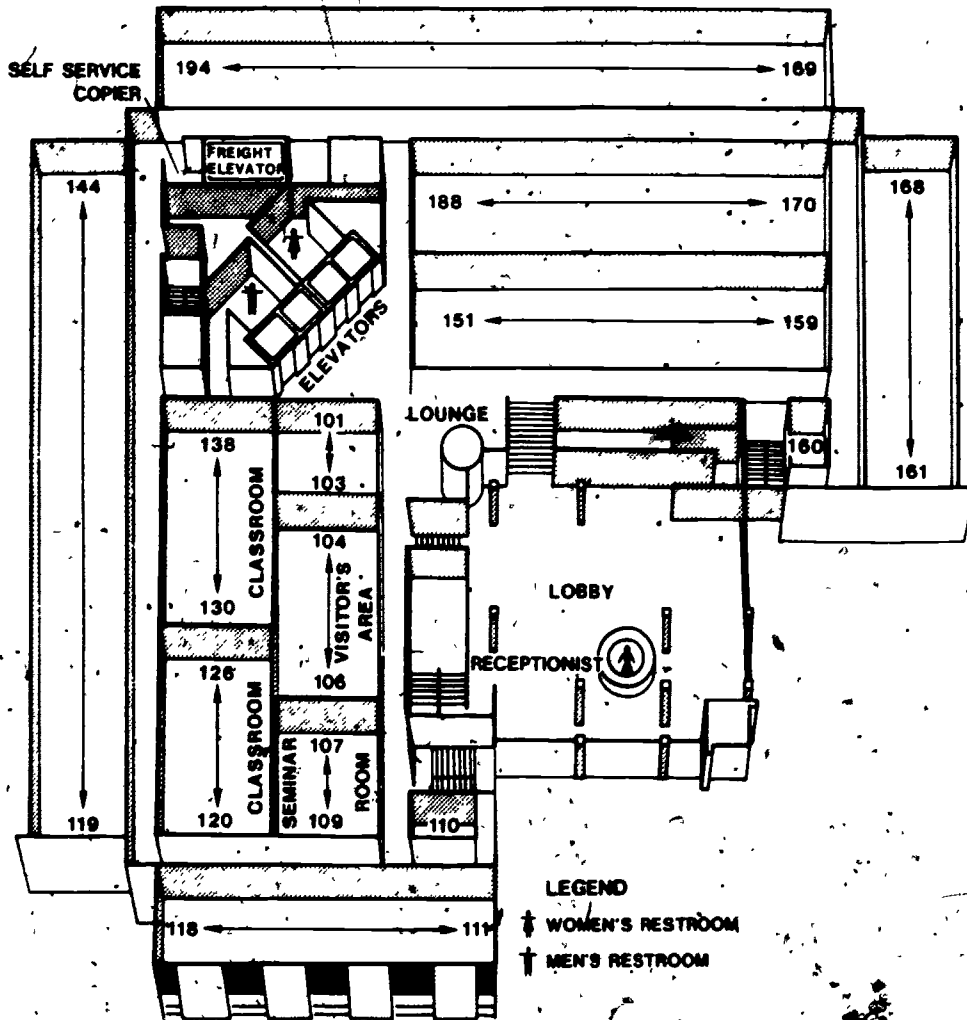 194 169
SELF SERVICE
COPIER
FREIGHT
ELEVATOR
144
168
188 170
151 159
ELEVATORS
LOUNGE
101
103
138
130
CLASSROOM
160
161
104
106
VISITOR'S
AREA
LOBBY
RECEPTIONIST
126
120
CLASSROOM
SEMINAR
ROOM
107
109
119
110
118 111
LEGEND
WOMEN'S RESTROOM
MEN'S RESTROOM